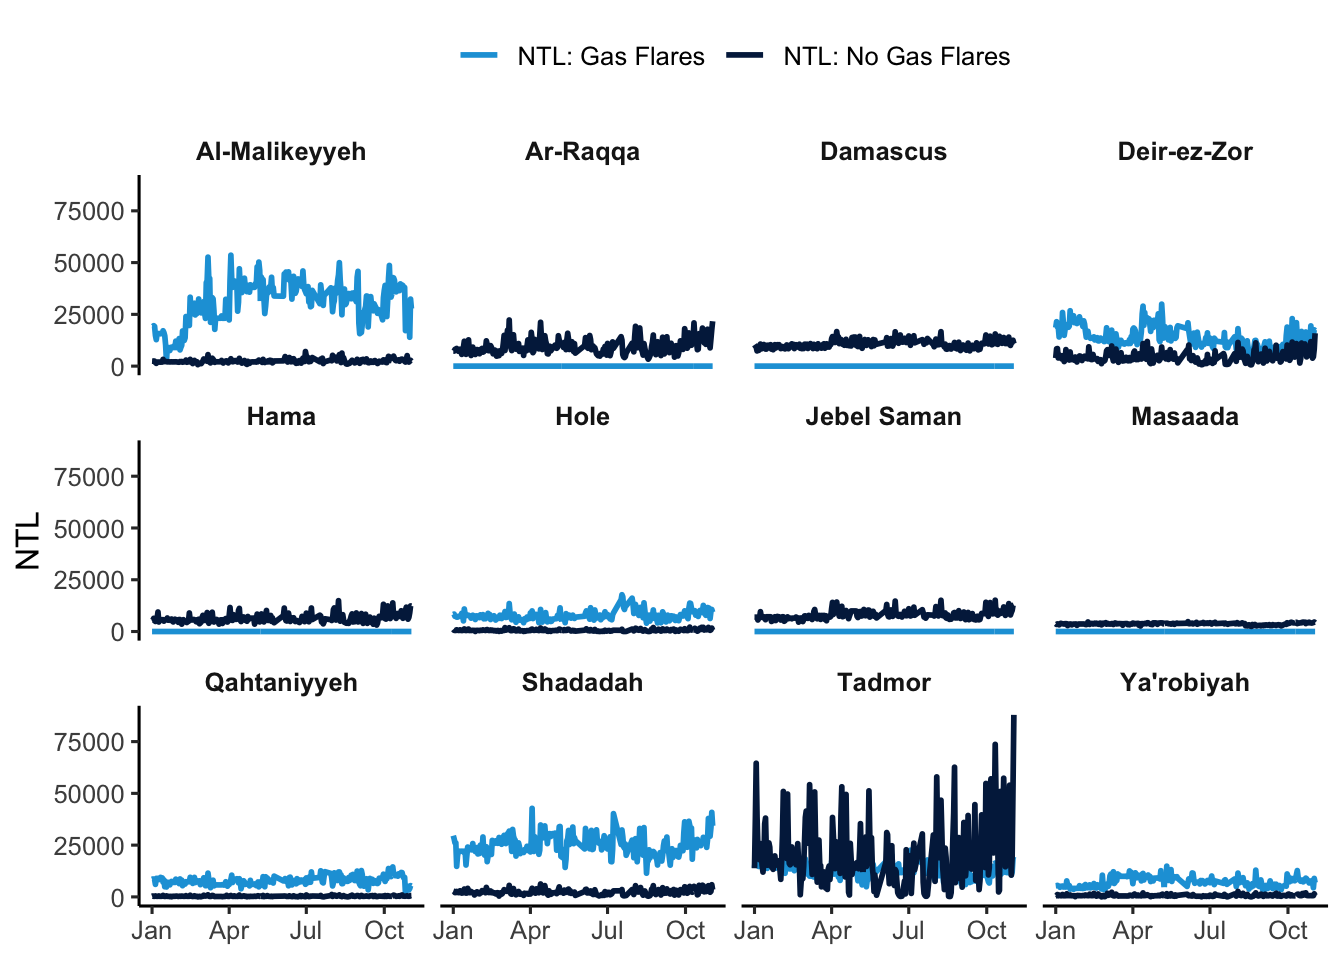 NTL: Gas Flares NTL: No Gas Flares
Al-Malikeyyeh Ar-Raqqa Damascus Deir-ez-Zor
75000
50000
25000
0
Hama Hole Jebel Saman Masaada
75000
50000
25000
0
NTL
Qahtaniyyeh Shadadah Tadmor Ya'robiyah
75000
50000
25000
0
Jan Apr Jul Oct Jan Apr Jul Oct Jan Apr Jul Oct Jan Apr Jul Oct